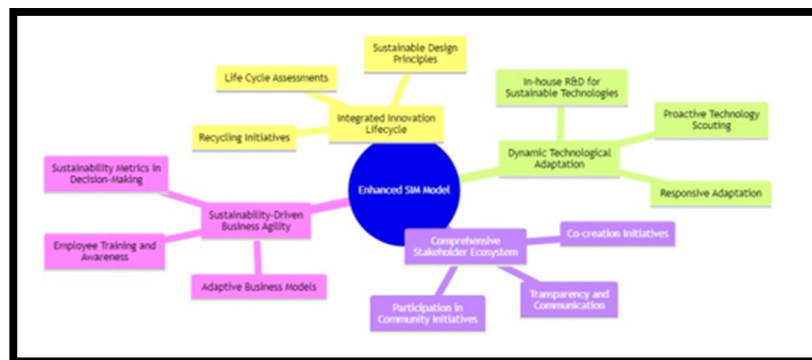 Sustainable Design
Principles
Life Cycle Assessments
Recycling Initiatives
Integrated Innovation
Lifecycle
In-house R&D for
Sustainable Technologies
Proactive Technology
Scouting
Dynamic Technological
Adaptation
Responsive Adaptation
Enhanced SIM Model
Sustainability Metrics in
Decision-Making
Sustainability-Driven
Business Agility
Employee Training and
Awareness
Adaptive Business Models
Comprehensive
Stakeholder Ecosystem
Co-creation Initiatives
Transparency and
Communication
Participation in
Community Initiatives